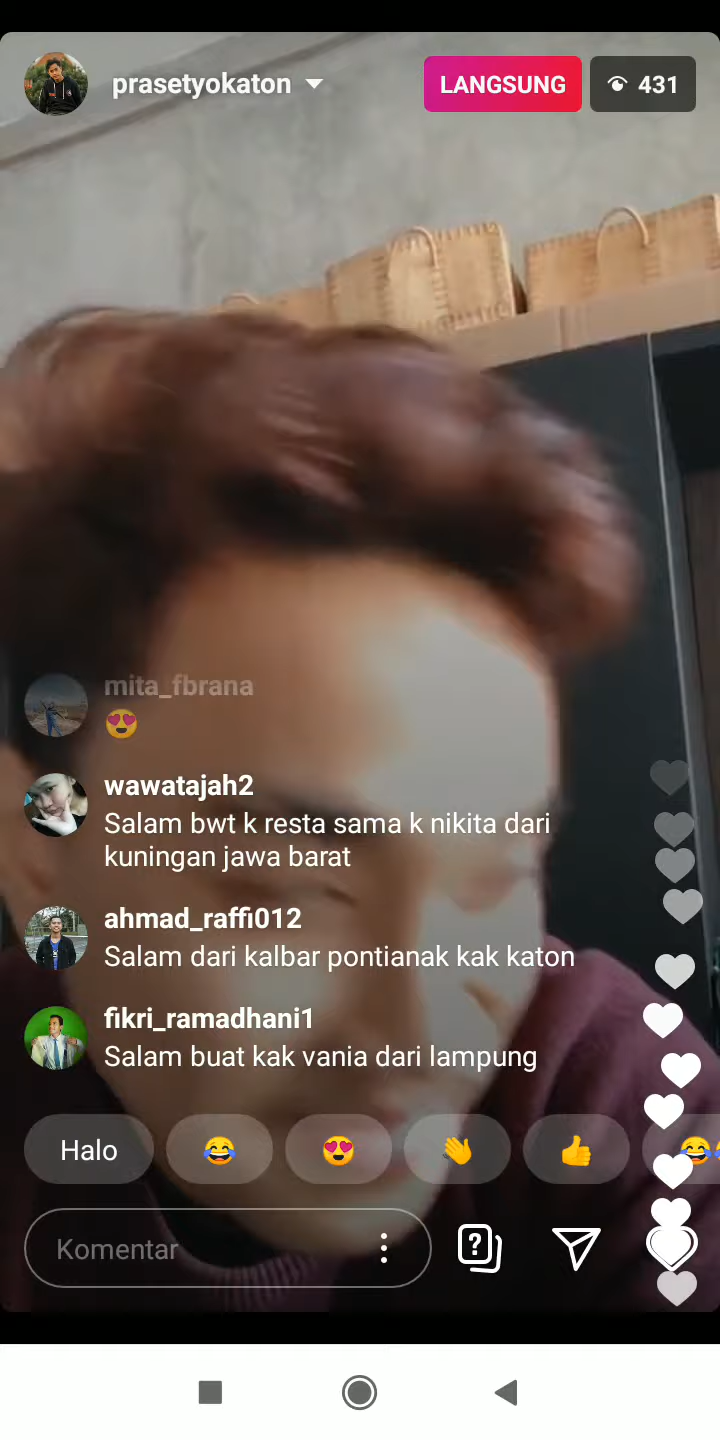 prasetyokaton
LANGSUNG
431
mita_fbrana
😍
wawatajah2
Salam bwt k resta sama k nikita dari
kuningan jawa barat
ahmad_raffi012
Salam dari kalbar pontianak kak katon
fikri_ramadhani1
Salam buat kak vania dari lampung
Halo 😂 😍 👋 👍 😂😂
Komentar